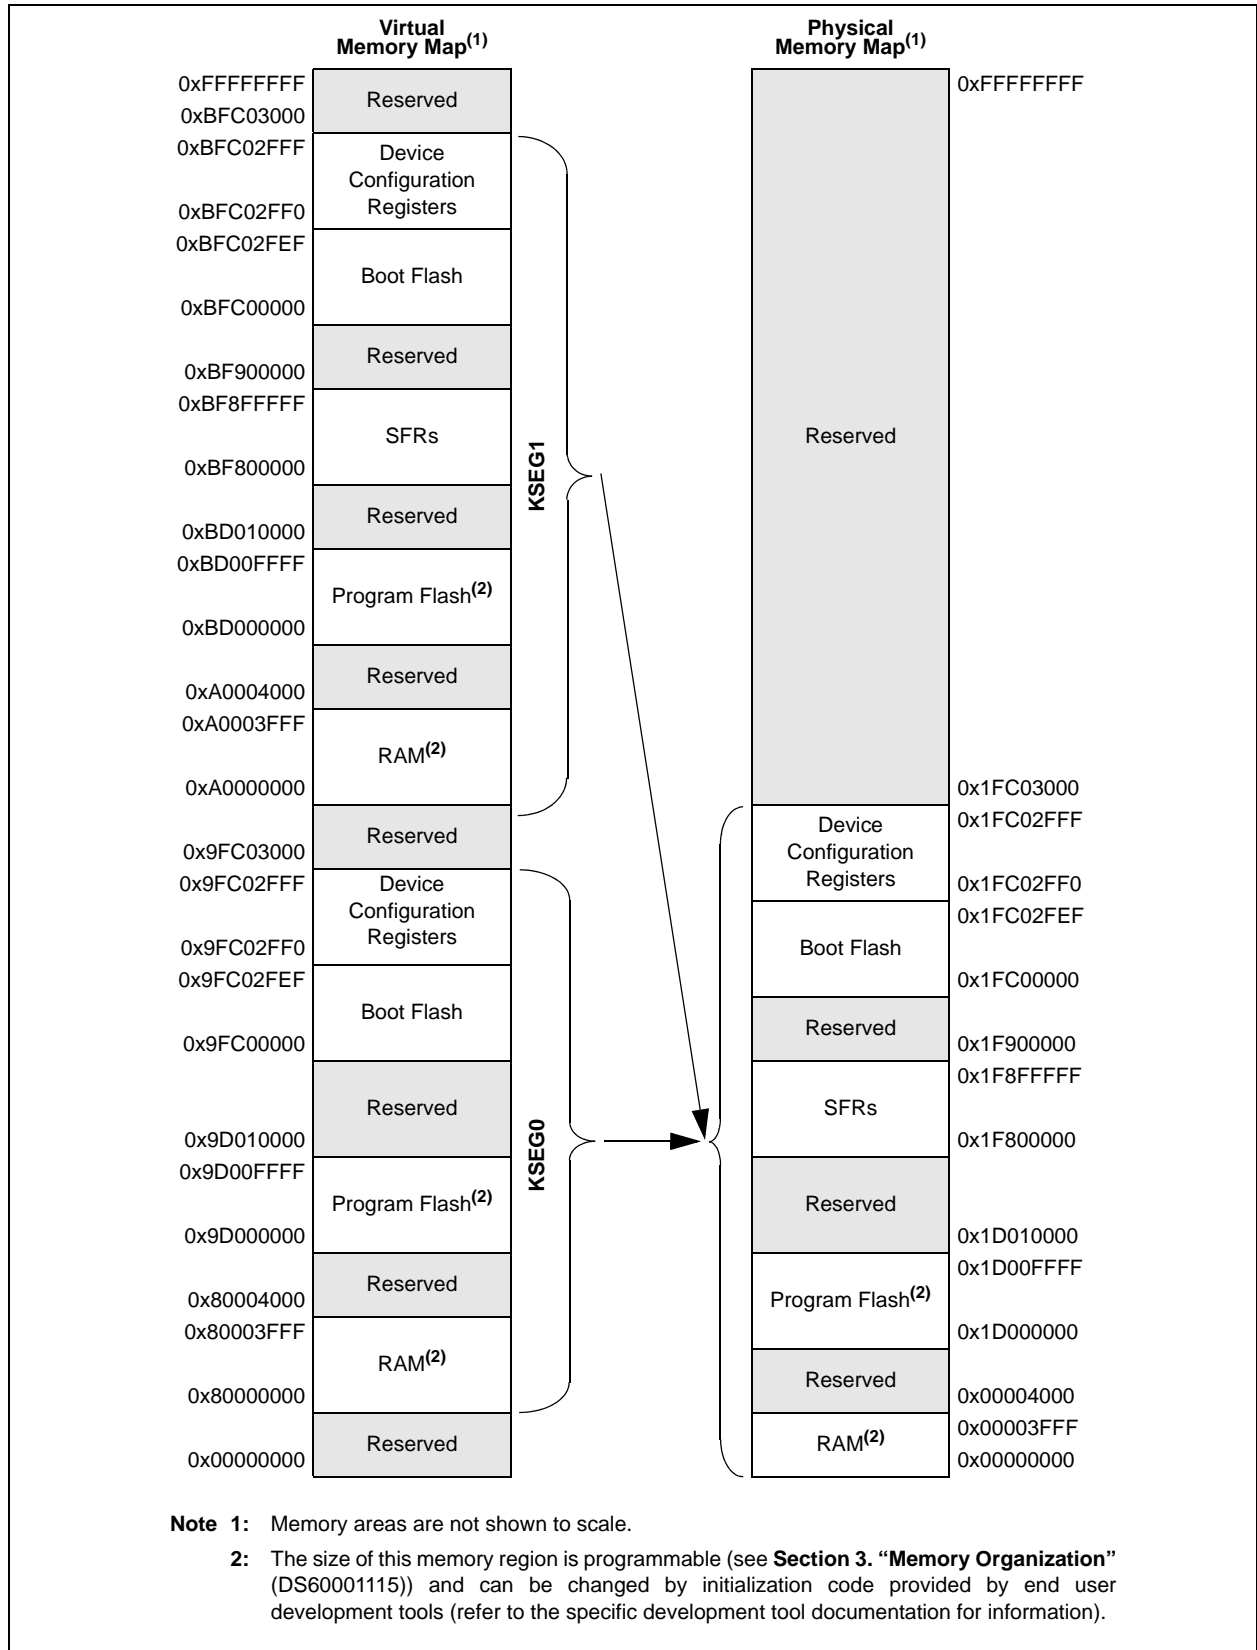 Virtual
Memory Map(1)
0xFFFFFFFF
Reserved
0xBFC03000
0xBFC02FFF
Device
Configuration
Registers
0xBFC02FF0
0xBFC02FEF
Boot Flash
0xBFC00000
Reserved
0xBF900000
0xBF8FFFFF
SFRs
0xBF800000
Reserved
0xBD010000
0xBD00FFFF
Program Flash(2)
0xBD000000
Reserved
0xA0004000
0xA0003FFF
RAM(2)
0xA0000000
Reserved
0x9FC03000
0x9FC02FFF
Device
Configuration
Registers
0x9FC02FF0
0x9FC02FEF
Boot Flash
0x9FC00000
Reserved
0x9D010000
0x9D00FFFF
Program Flash(2)
0x9D000000
Reserved
0x80004000
0x80003FFF
RAM(2)
0x80000000
Reserved
0x00000000
KSEG1
KSEG0
Physical
Memory Map(1)
0xFFFFFFFF
Reserved
0x1FC03000
0x1FC02FFF
Device
Configuration
Registers
0x1FC02FF0
0x1FC02FEF
Boot Flash
0x1FC00000
Reserved
0x1F900000
0x1F8FFFFF
SFRs
0x1F800000
Reserved
0x1D010000
0x1D00FFFF
Program Flash(2)
0x1D000000
Reserved
0x00004000
0x00003FFF
RAM(2)
0x00000000
Note 1: Memory areas are not shown to scale.
2: The size of this memory region is programmable (see Section 3. “Memory Organization”
(DS60001115)) and can be changed by initialization code provided by end user
development tools (refer to the specific development tool documentation for information).